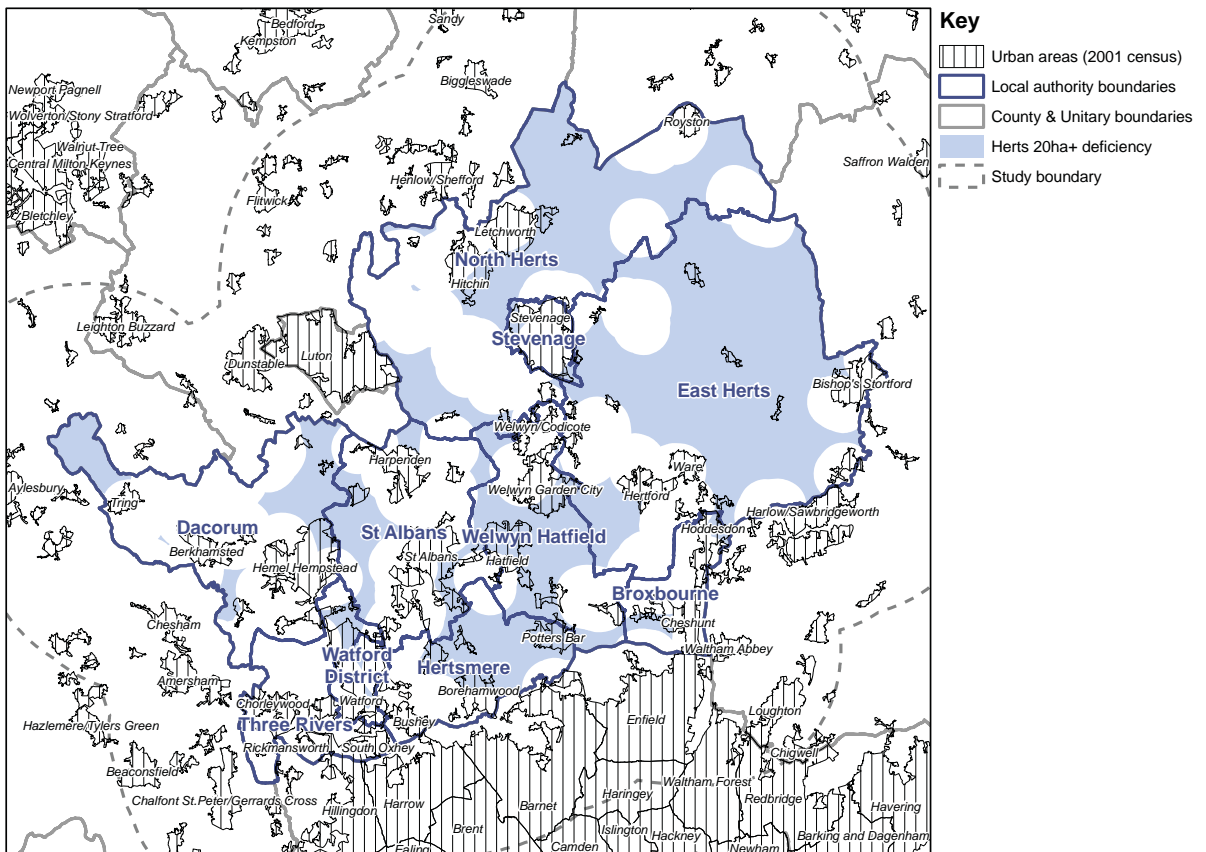 Key
Urban areas (2001 census)
Local authority boundaries
County & Unitary boundaries
Herts 20ha+ deficiency
Study boundary
Bedford
Kempston
Sandy
Biggleswade
Newport Pagnell
Wolverton/Stony Stratford
Walnut Tree
Central Milton Keynes
Bletchley
Royston
Saffron Walden
Henlow/Shefford
Flitwick
Letchworth
North Herts
Hitchin
Stevenage
Stevenage
Leighton Buzzard
Dunstable
Luton
East Herts
Bishop's Stortford
Welwyn/Codicote
Harpenden
Ware
Welwyn Garden City
Hertford
Aylesbury
Tring
Harlow/Sawbridgeworth
Dacorum
Berkhamsted
St Albans
St Albans
Welwyn Hatfield
Hoddesdon
Hatfield
Hemel Hempstead
Broxbourne
Cheshunt
Chesham
Potters Bar
Waltham Abbey
Watford
District
Hertsmere
Amersham
Borehamwood
Chorleywood
Watford
Three Rivers
Bushey
Enfield
Loughton
Hazlemere/Tylers Green
Rickmansworth
South Oxhey
Chigwell
Beaconsfield
Waltham Forest
Chalfont St.Peter/Gerrards Cross
Hillingdon
Harrow
Barnet
Haringey
Redbridge
Havering
Brent
Islington
Hackney
Barking and Dagenham
Ealing
Camden
Newham